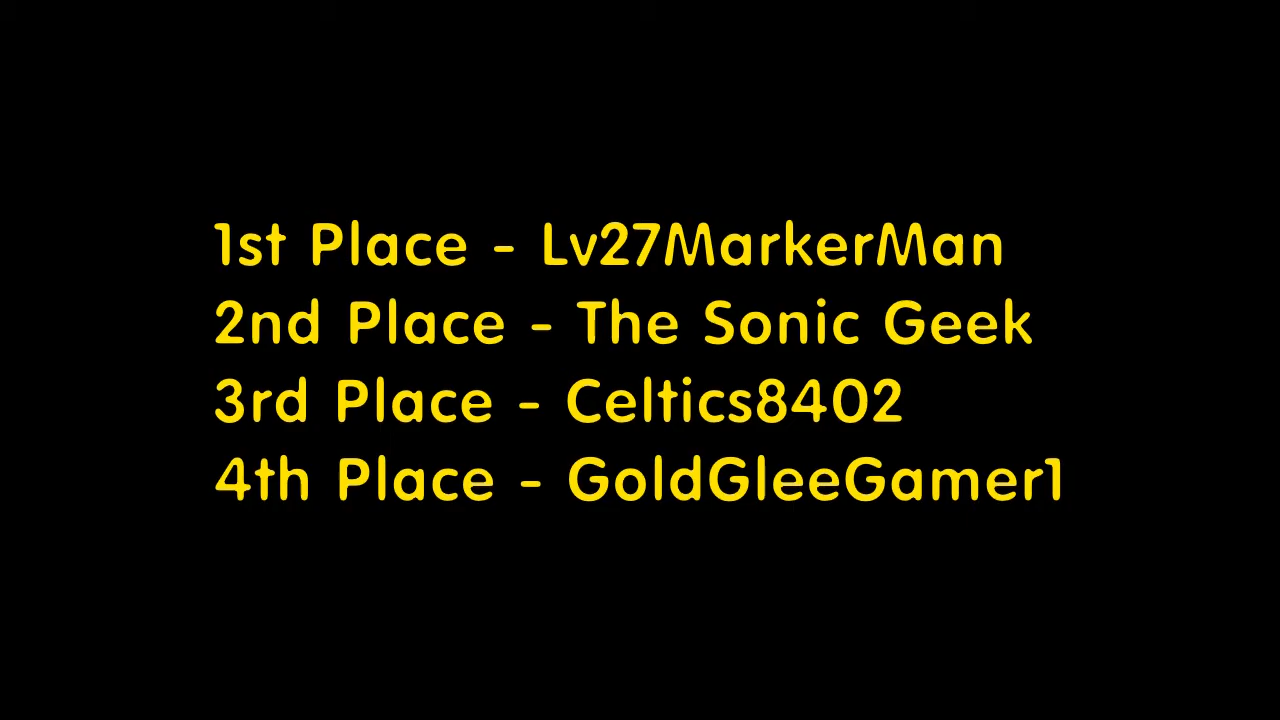 1st Place - Lv27MarkerMan
2nd Place - The Sonic Geek
3rd Place - Celtics8402
4th Place - GoldGleeGamer1